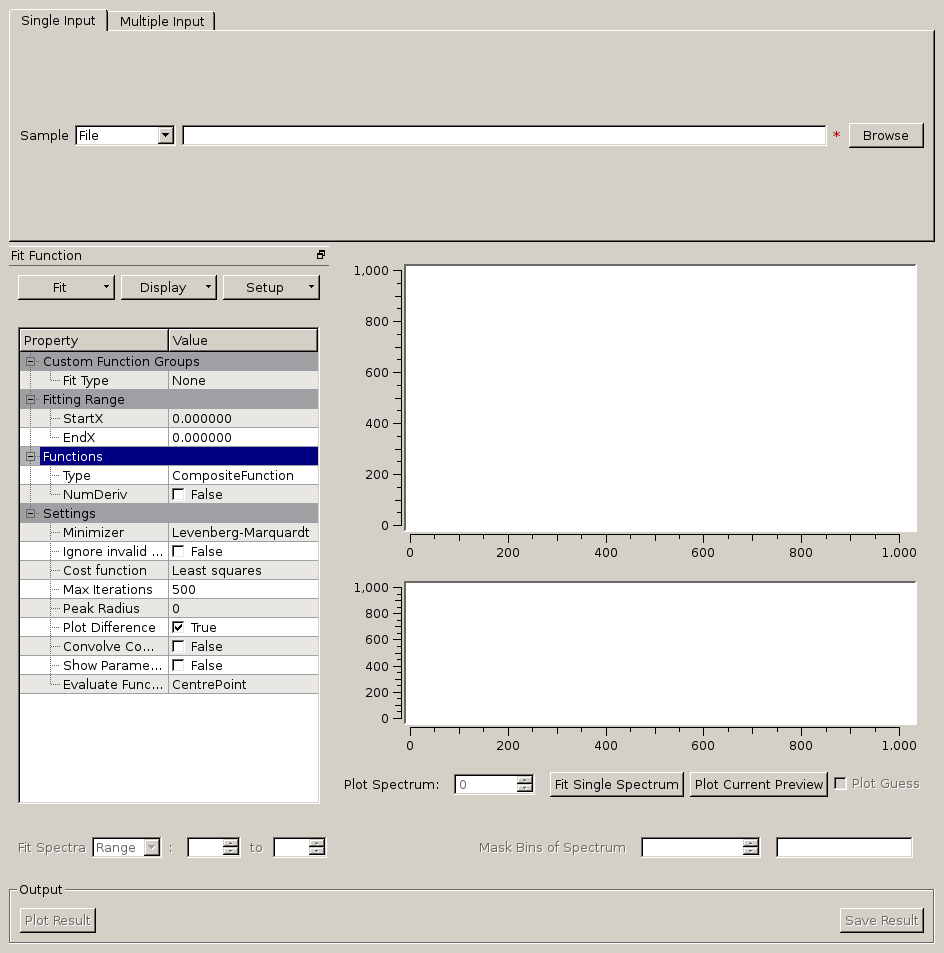 Single Input Multiple Input
Sample File * Browse
Fit Function
Fit Display Setup
Property Value
Custom Function Groups
Fit Type None
Fitting Range
StartX 0.000000
EndX 0.000000
Functions
Type CompositeFunction
NumDeriv False
Settings
Minimizer Levenberg-Marquardt
Ignore invalid ... False
Cost function Least squares
Max Iterations 500
Peak Radius 0
Plot Difference True
Convolve Co... False
Show Parame... False
Evaluate Func... CentrePoint
1,000
800
600
400
200
0
0 200 400 600 800 1.000
1,000
800
600
400
200
0
0 200 400 600 800 1.000
Plot Spectrum: 0 Fit Single Spectrum Plot Current Preview Plot Guess
Fit Spectra Range : to Mask Bins of Spectrum
Output
Plot Result Save Result